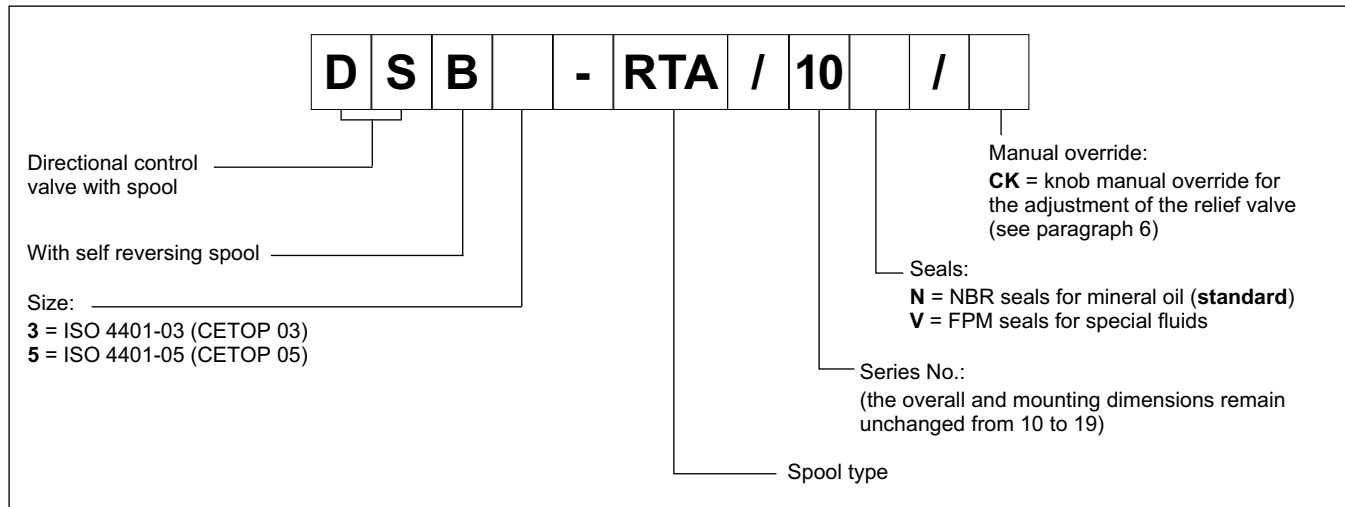 D S B - RTA / 10 /
Directional control
valve with spool
With self reversing spool
Size:
3 = ISO 4401-03 (CETOP 03)
5 = ISO 4401-05 (CETOP 05)
Manual override:
CK = knob manual override for
the adjustment of the relief valve
(see paragraph 6)
Seals:
N = NBR seals for mineral oil (standard)
V = FPM seals for special fluids
Series No.:
(the overall and mounting dimensions remain
unchanged from 10 to 19)
Spool type